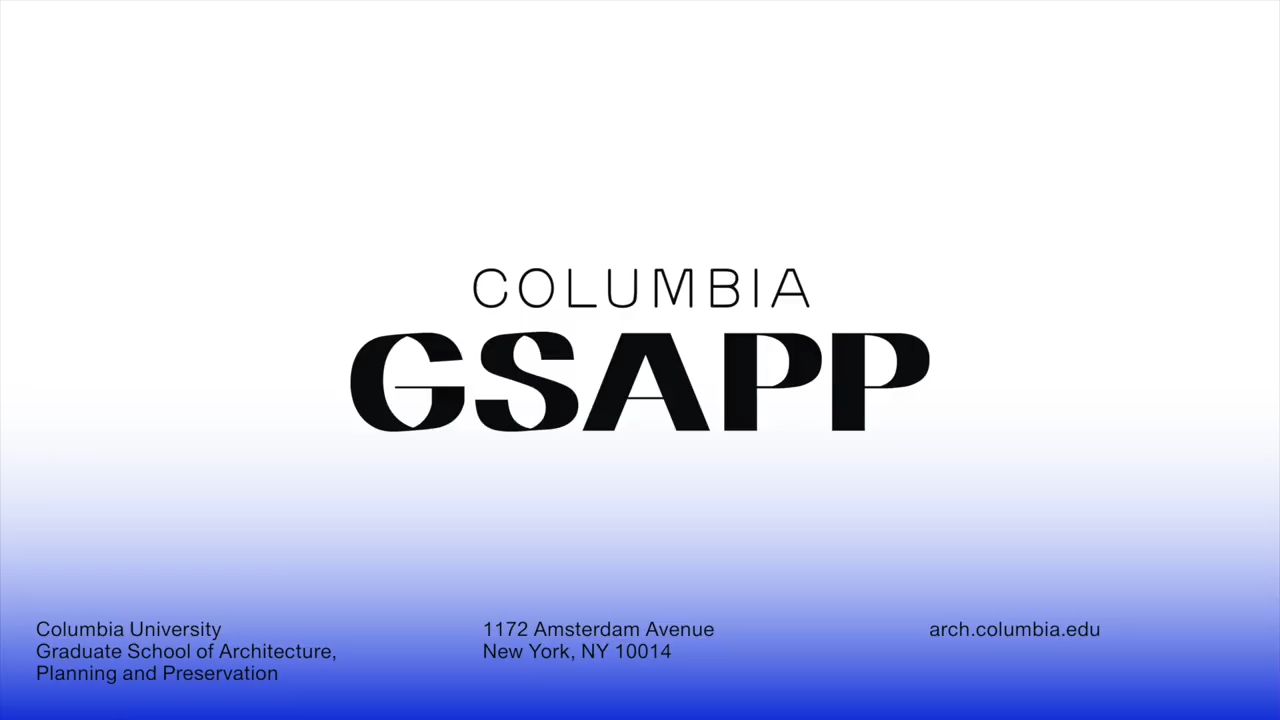 COLUMBIA
GSAPP
Columbia University
Graduate School of Architecture,
Planning and Preservation
1172 Amsterdam Avenue
New York, NY 10014
arch.columbia.edu